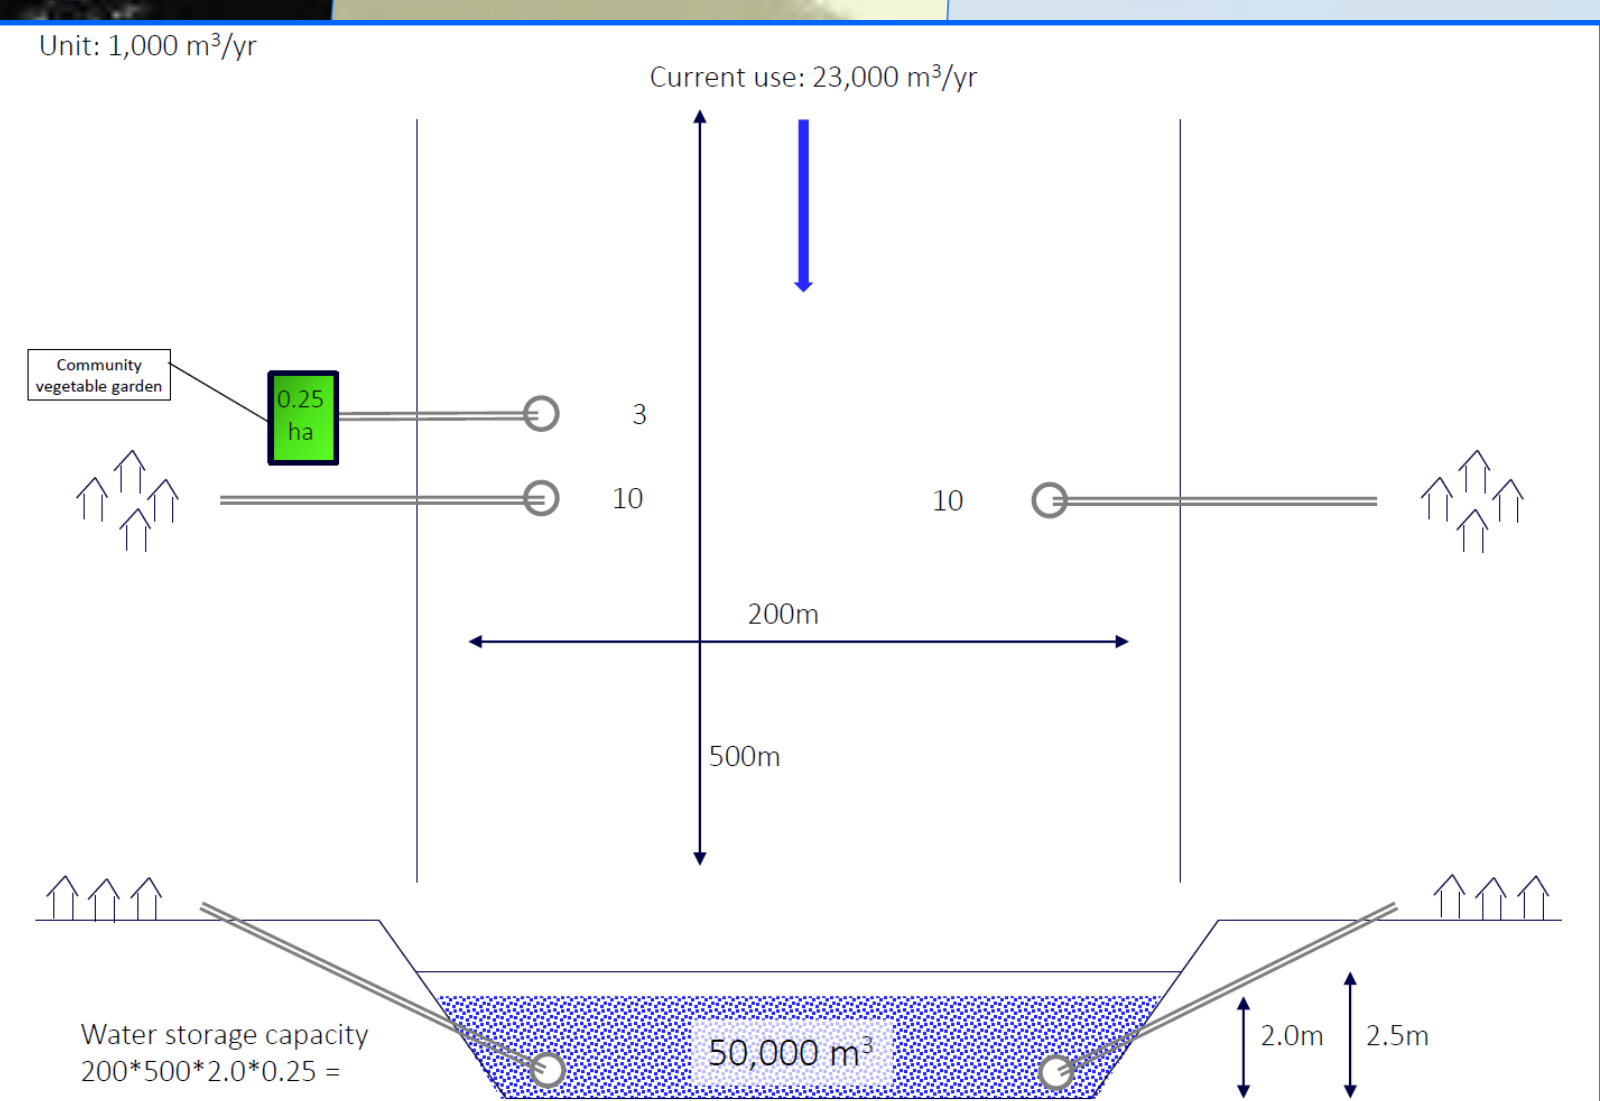 Unit: 1,000 m³/yr
Current use: 23,000 m³/yr
Community
vegetable garden
0.25
ha
3
10
10
200m
500m
Water storage capacity
200*500*2.0*0.25 =
50,000 m³
2.0m
2.5m